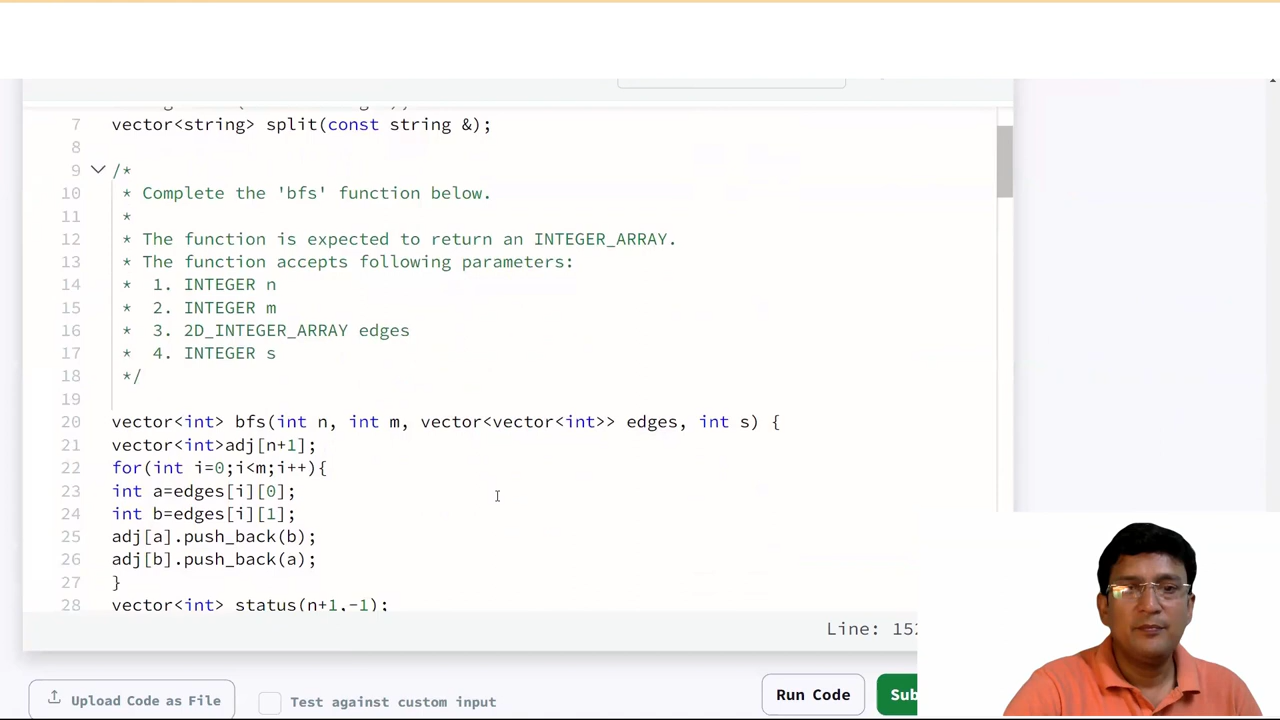 7 vector<string> split(const string &);
8
9 /*
10 * Complete the 'bfs' function below.
11 *
12 * The function is expected to return an INTEGER_ARRAY.
13 * The function accepts following parameters:
14 * 1. INTEGER n
15 * 2. INTEGER m
16 * 3. 2D_INTEGER_ARRAY edges
17 * 4. INTEGER s
18 */
19
20 vector<int> bfs(int n, int m, vector<vector<int>> edges, int s) {
21 vector<int>adj[n+1];
22 for(int i=0;i<m;i++){
23 int a=edges[i][0];
24 int b=edges[i][1];
25 adj[a].push_back(b);
26 adj[b].push_back(a);
27 }
28 vector<int> status(n+1,-1);
Line: 152
Upload Code as File
Test against custom input
Run Code
Sub